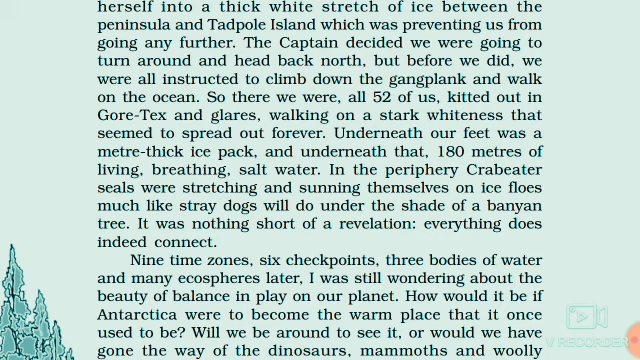 herself into a thick white stretch of ice between the
peninsula and Tadpole Island which was preventing us from
going any further. The Captain decided we were going to
turn around and head back north, but before we did, we
were all instructed to climb down the gangplank and walk
on the ocean. So there we were, all 52 of us, kitted out in
Gore-Tex and glares, walking on a stark whiteness that
seemed to spread out forever. Underneath our feet was a
metre-thick ice pack, and underneath that, 180 metres of
living, breathing, salt water. In the periphery Crabeater
seals were stretching and sunning themselves on ice floes
much like stray dogs will do under the shade of a banyan
tree. It was nothing short of a revelation: everything does
indeed connect.
Nine time zones, six checkpoints, three bodies of water
and many ecospheres later, I was still wondering about the
beauty of balance in play on our planet. How would it be if
Antarctica were to become the warm place that it once
used to be? Will we be around to see it, or would we have
gone the way of the dinosaurs, mammoths and woolly
V RECORDER